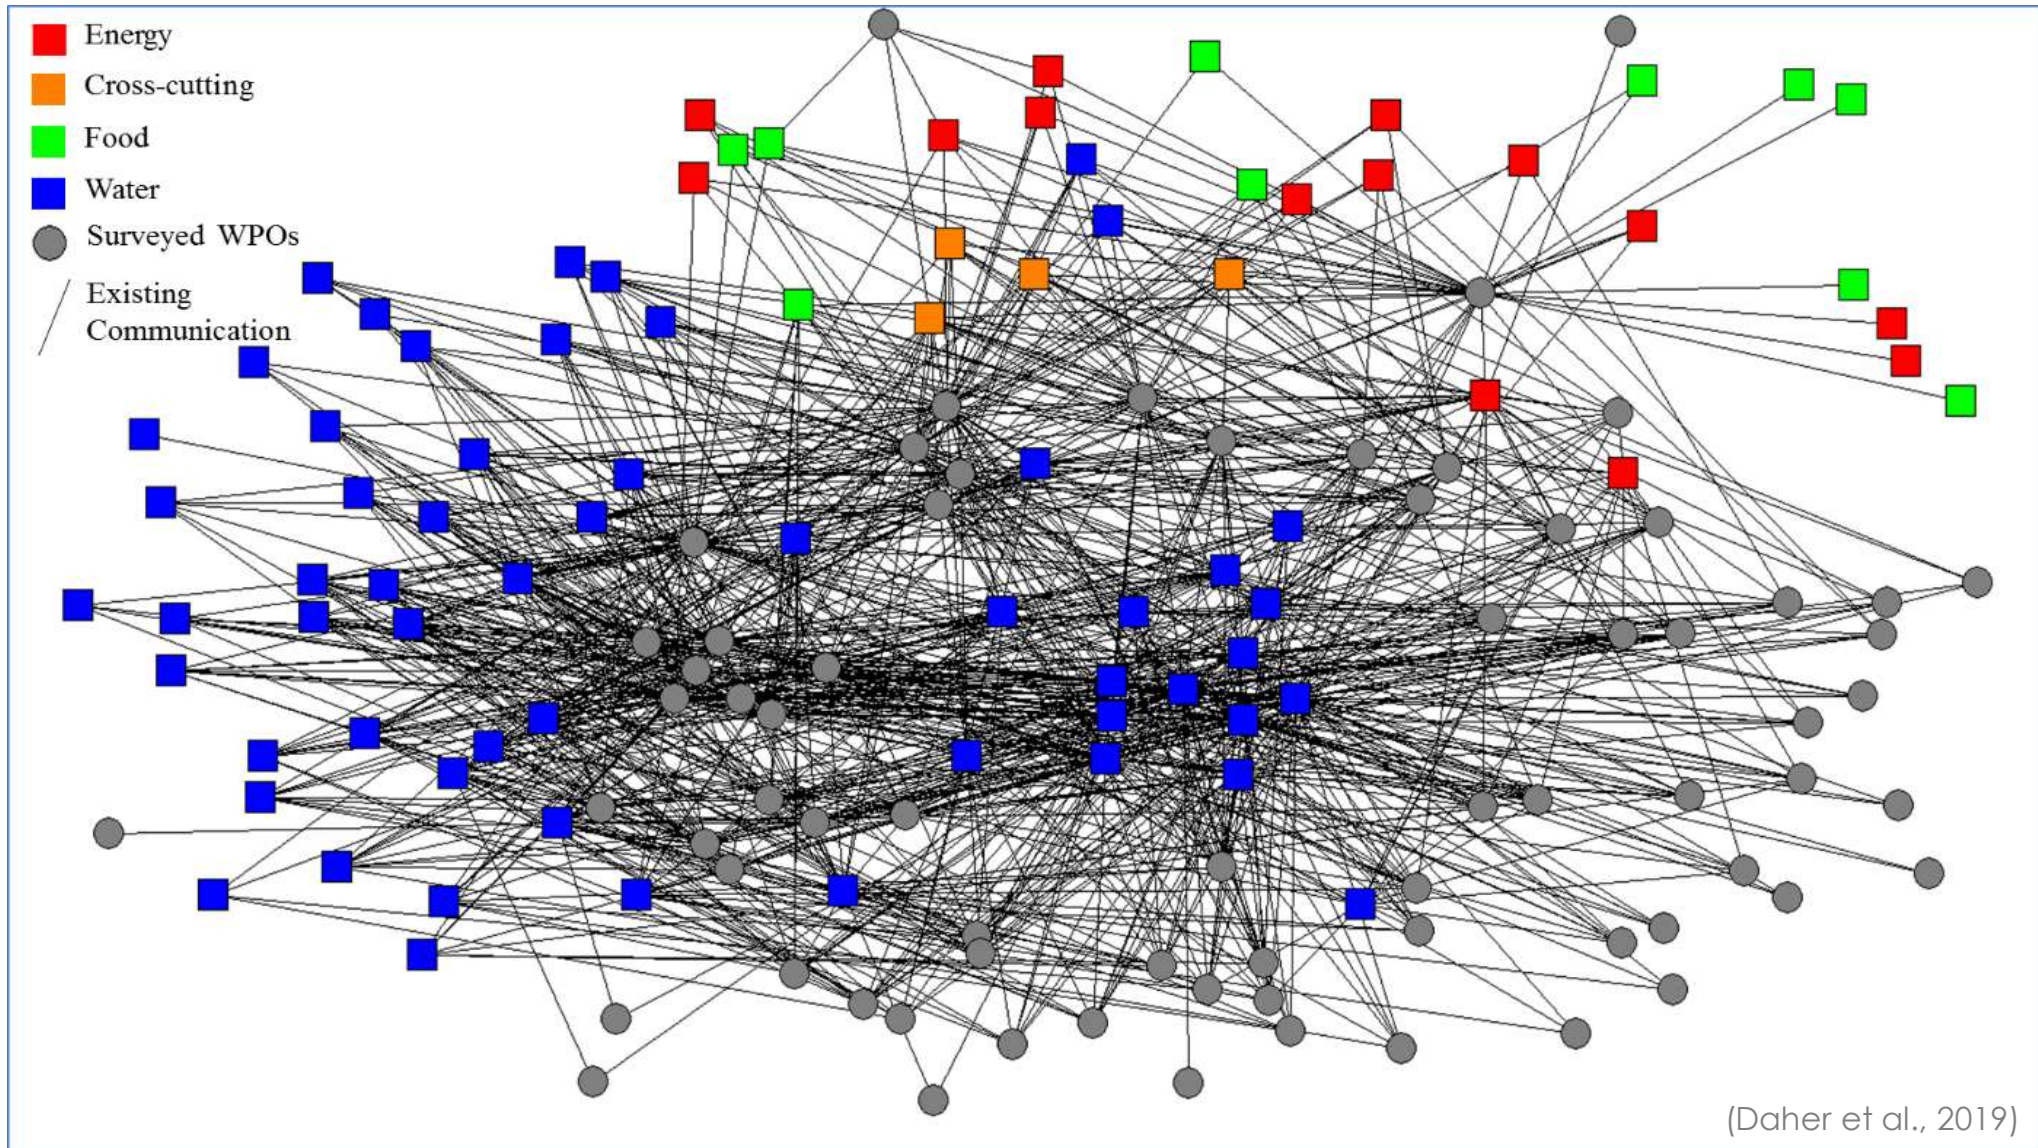 Energy
Cross-cutting
Food
Water
Surveyed WPOs
Existing
Communication
(Daher et al., 2019)